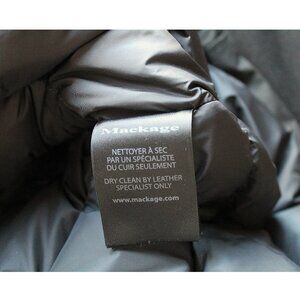 Mackage
NETTOYER À SEC
PAR UN SPÉCIALISTE
DU CUIR SEULEMENT
DRY CLEAN BY LEATHER
SPECIALIST ONLY
www.mackage.com